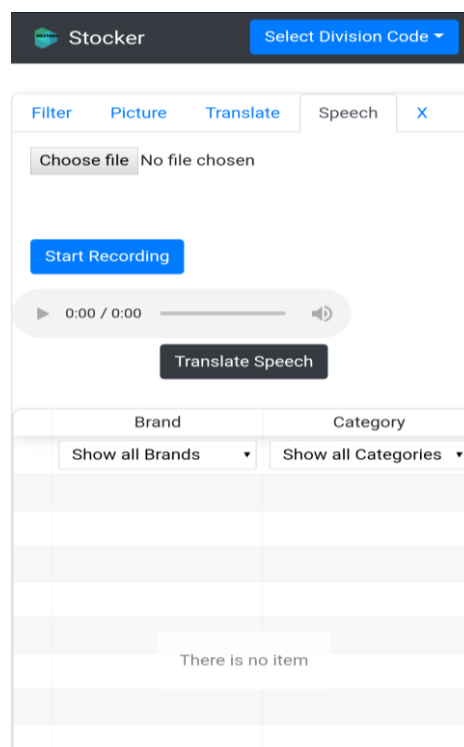 Stocker Select Division Code
Filter Picture Translate Speech X
Choose file No file chosen
Start Recording
0:00 / 0:00
Translate Speech
Brand Category
Show all Brands Show all Categories
There is no item